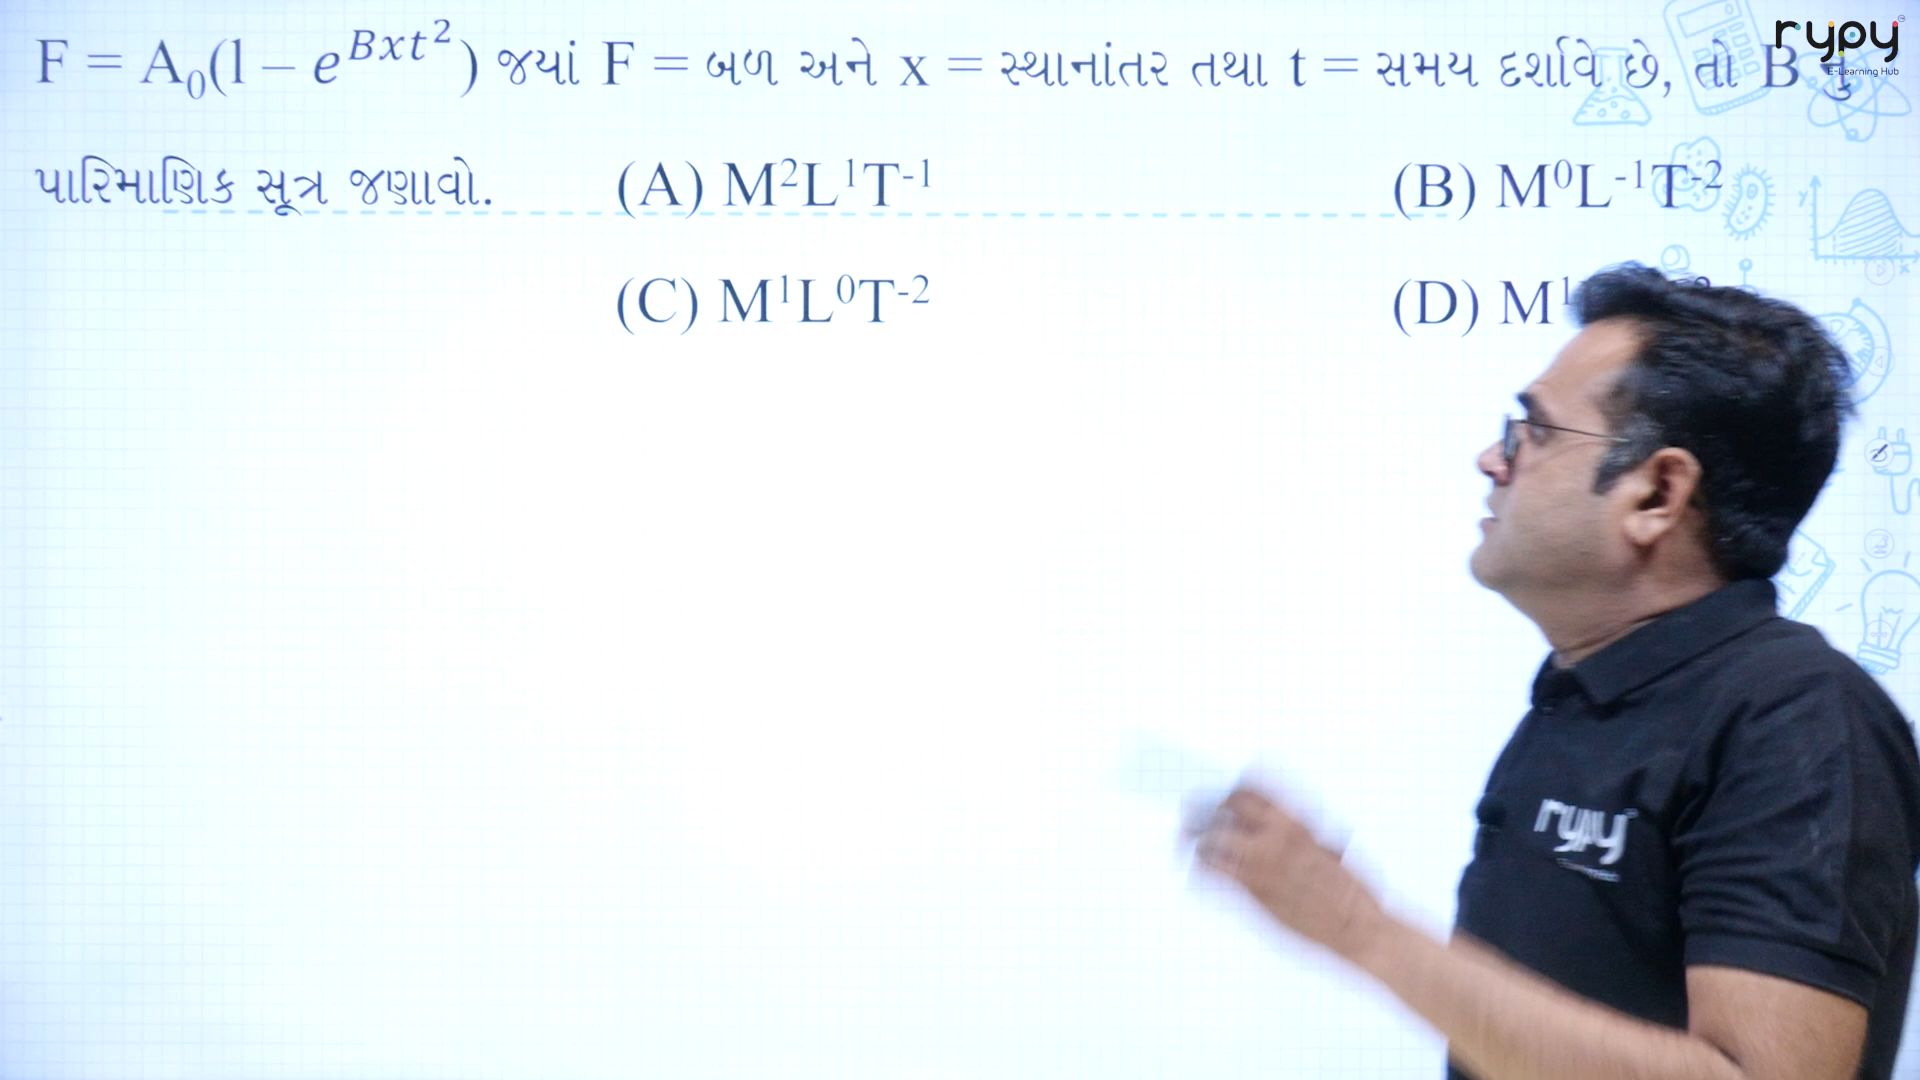 F = A₀(1 – e^{Bxt²}) જ્યાં F = બળ અને x = સ્થાનાંતર તથા t = સમય દર્શાવે છે, તો B નું
પારિમાણિક સૂત્ર જણાવો. (A) M²L¹T⁻¹ (B) M⁰L⁻¹T⁻²
(C) M¹L⁰T⁻² (D) M¹
rypy
E-Learning Hub
rypy